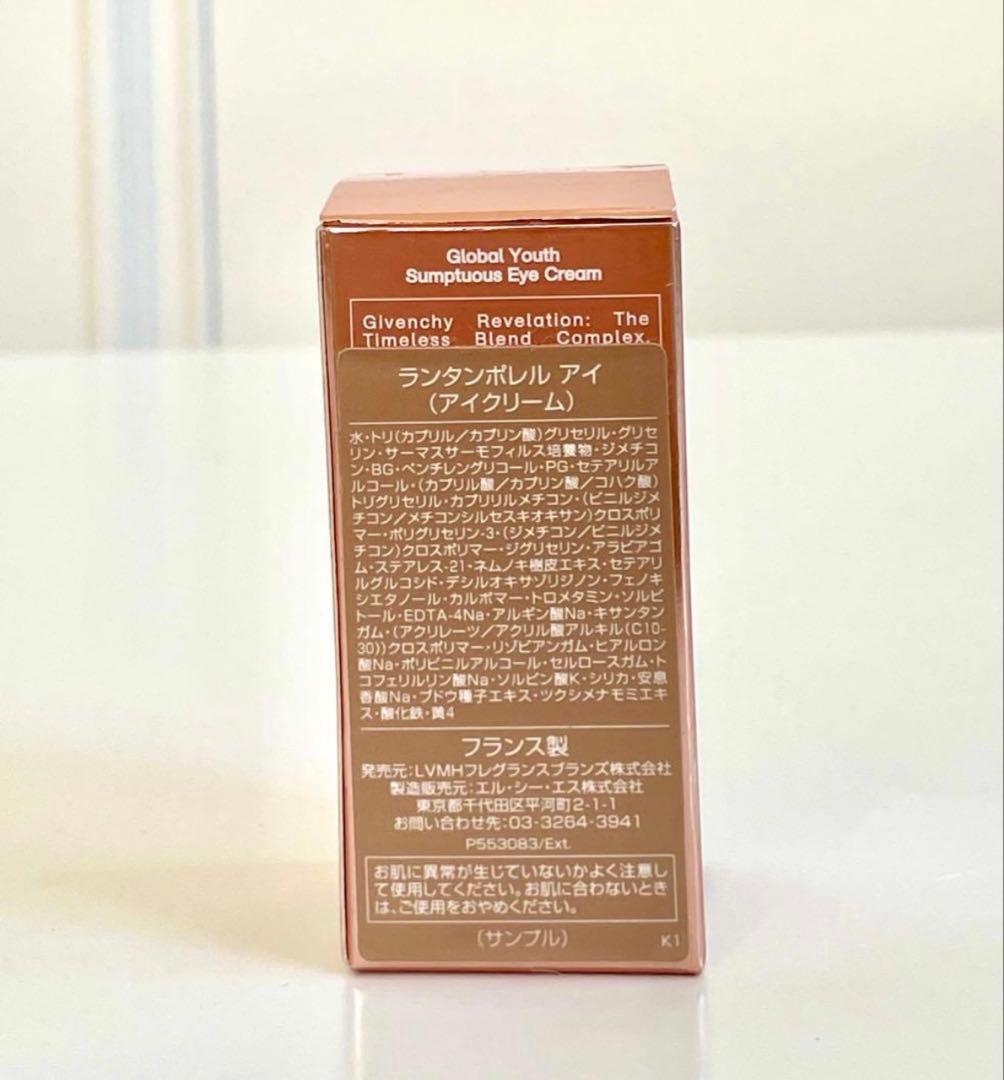 Global Youth
Sumptuous Eye Cream
Givenchy Revelation: The
Timeless Blend Complex.
ランタンポレル アイ
(アイクリーム)
水・トリ(カプリル/カプリン酸)グリセリル・グリセ
リン・サーマスサーモフィルス培養物・ジメチコ
ン・BG・ペンチレングリコール・PG・セテアリルア
ルコール・(カプリル酸/カプリン酸/コハク酸)
トリグリセリル・カプリリルメチコン・(ビニルジメ
チコン/メチコンシルセスキオキサン)クロスポリ
マー・ポリグリセリン-3・(ジメチコン/ビニルジメ
チコン)クロスポリマー・ジグリセリン・アラビアゴ
ム・ステアレス-21・ネムノキ樹皮エキス・セテアリ
ルグルコシド・デシルオキサゾリジノン・フェノキ
シエタノール・カルボマー・トロメタミン・ソルビ
トール・EDTA-4Na・アルギン酸Na・キサンタン
ガム・(アクリレーツ/アクリル酸アルキル(C10-
30))クロスポリマー・リゾビアンガム・ヒアルロン
酸Na・ポリビニルアルコール・セルロースガム・ト
コフェリルリン酸Na・ソルビン酸K・シリカ・安息
香酸Na・ブドウ種子エキス・ツクシメナモミエキ
ス・酸化鉄・黄4
フランス製
発売元:LVMHフレグランスブランズ株式会社
製造販売元:エル・シー・エス株式会社
東京都千代田区平河町2-1-1
お問い合わせ先:03-3264-3941
P553083/Ext.
お肌に異常が生じていないかよく注意し
て使用してください。お肌に合わないとき
は、ご使用をおやめください。
(サンプル)
K1